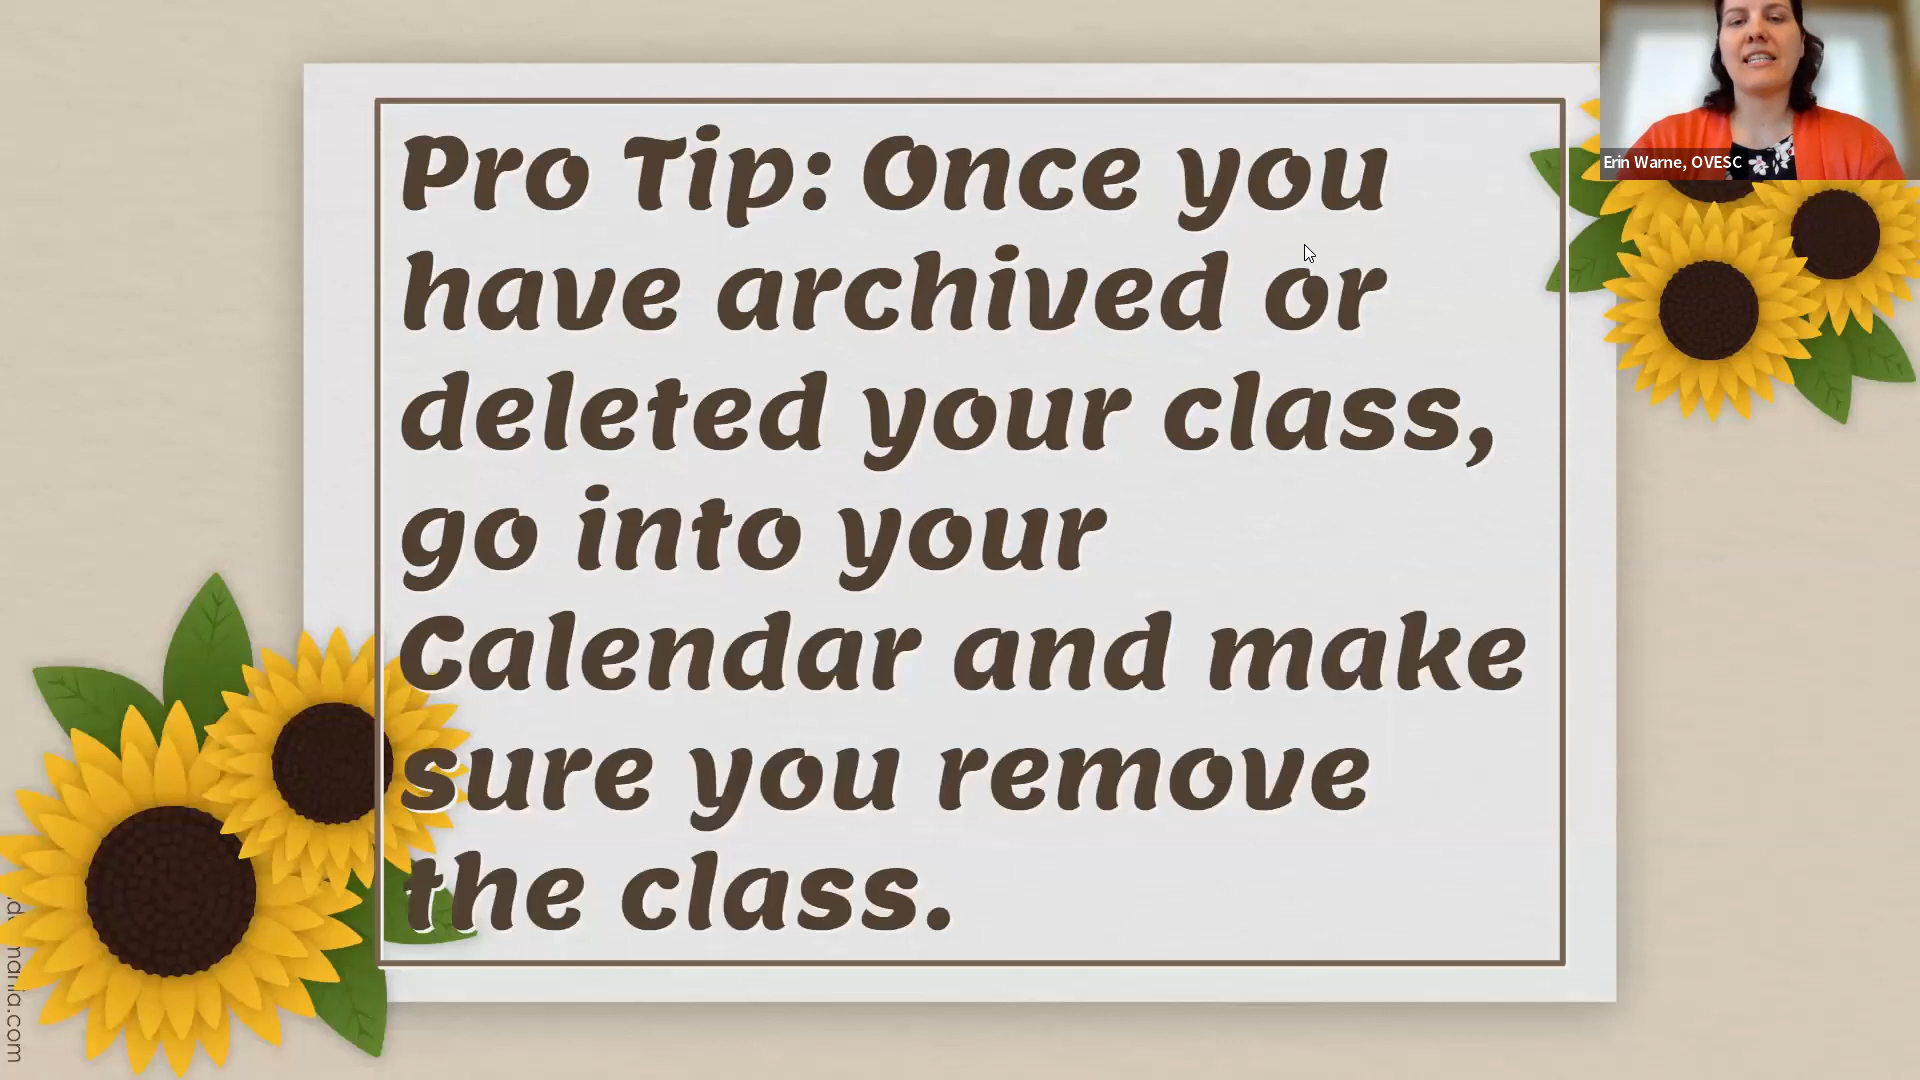 Pro Tip: Once you
have archived or
deleted your class,
go into your
Calendar and make
sure you remove
the class.
Erin Warne, OVESC